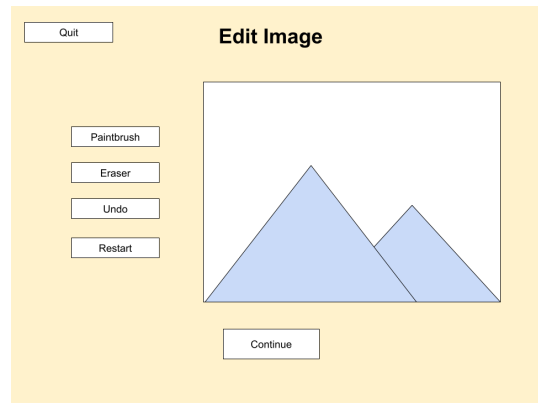 Quit
Edit Image
Paintbrush
Eraser
Undo
Restart
Continue